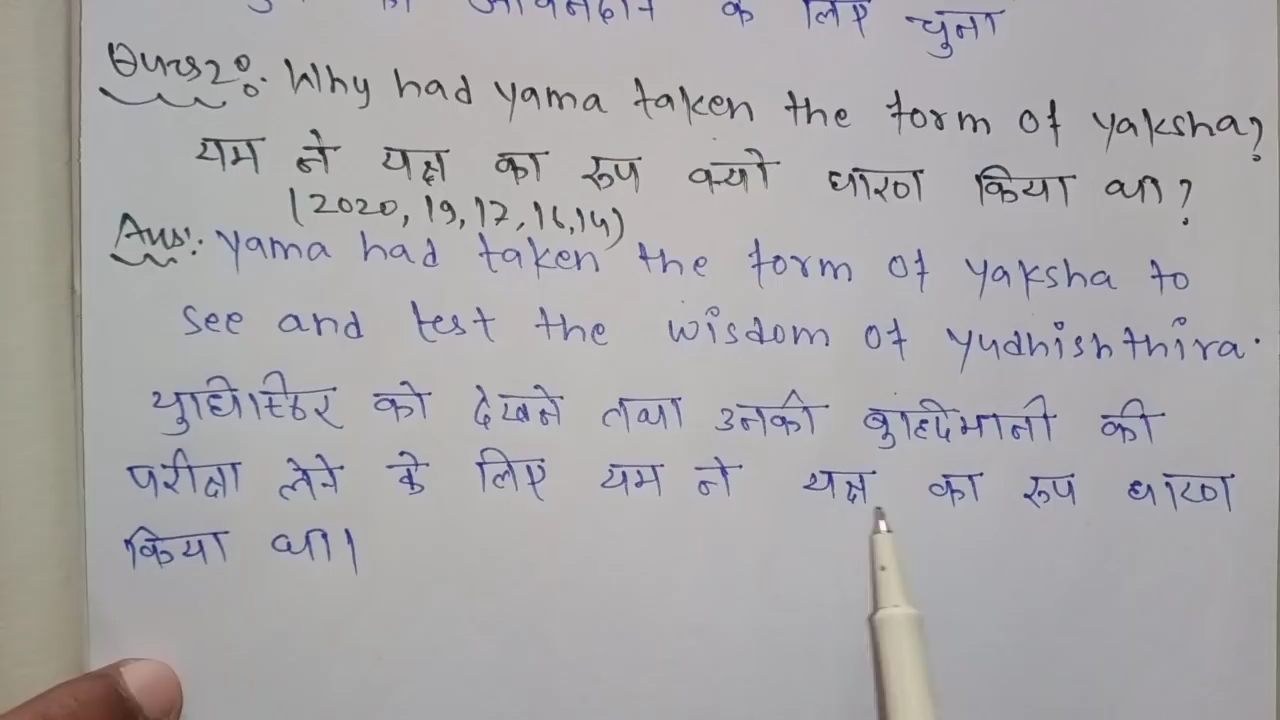 को जीवनदान के लिए चुना
Ques2: Why had yama taken the form of yaksha?
यम ने यक्ष का रूप क्यो धारण किया था?
(2020, 19, 17, 16, 14)
Ans: Yama had taken the form of yaksha to
see and test the wisdom of yudhishthira.
युधिष्ठिर को देखने तथा उनकी बुद्धिमानी की
परीक्षा लेने के लिए यम ने यक्ष का रूप धारण
किया था।